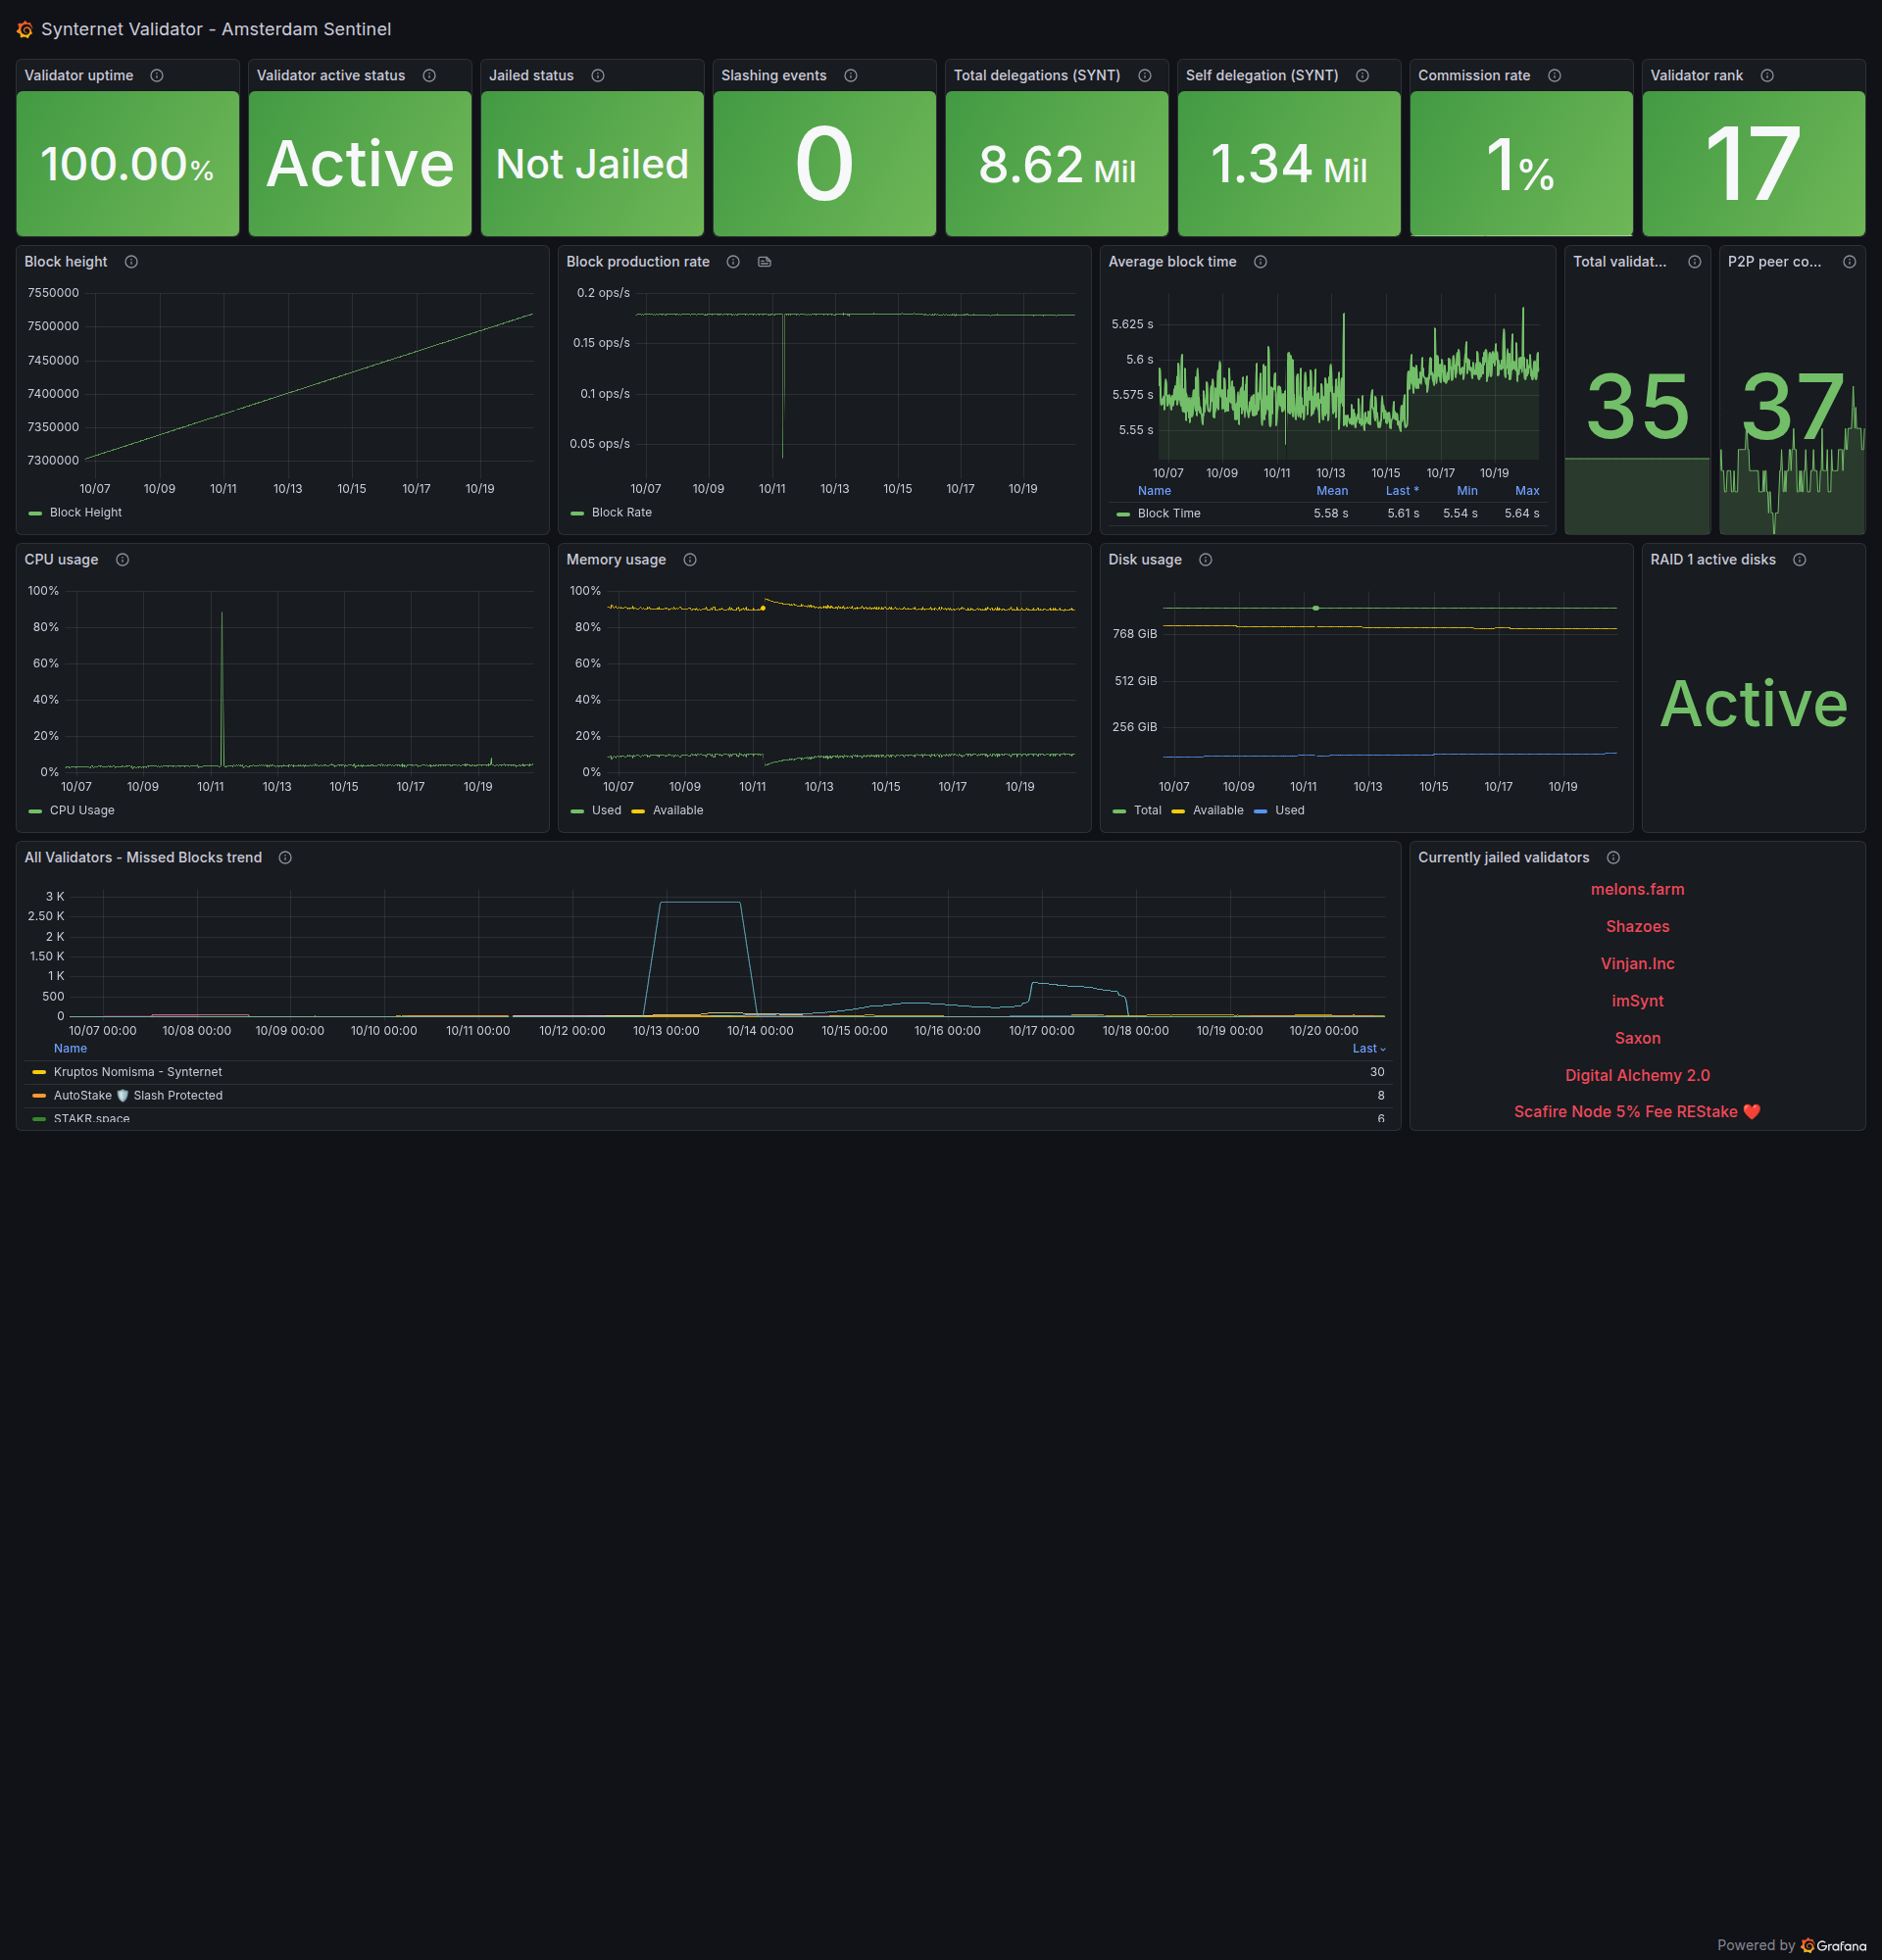 Synternet Validator - Amsterdam Sentinel
Validator uptime
100.00%
Validator active status
Active
Jailed status
Not Jailed
Slashing events
0
Total delegations (SYNT)
8.62 Mil
Self delegation (SYNT)
1.34 Mil
Commission rate
1%
Validator rank
17
Block height
7550000
7500000
7450000
7400000
7350000
7300000
10/07 10/09 10/11 10/13 10/15 10/17 10/19
Block Height
Block production rate
0.2 ops/s
0.15 ops/s
0.1 ops/s
0.05 ops/s
10/07 10/09 10/11 10/13 10/15 10/17 10/19
Block Rate
Average block time
5.625 s
5.6 s
5.575 s
5.55 s
10/07 10/09 10/11 10/13 10/15 10/17 10/19
Name Mean Last * Min Max
Block Time 5.58 s 5.61 s 5.54 s 5.64 s
Total validat...
35
P2P peer co...
37
CPU usage
100%
80%
60%
40%
20%
0%
10/07 10/09 10/11 10/13 10/15 10/17 10/19
CPU Usage
Memory usage
100%
80%
60%
40%
20%
0%
10/07 10/09 10/11 10/13 10/15 10/17 10/19
Used Available
Disk usage
768 GiB
512 GiB
256 GiB
10/07 10/09 10/11 10/13 10/15 10/17 10/19
Total Available Used
RAID 1 active disks
Active
All Validators - Missed Blocks trend
3 K
2.50 K
2 K
1.50 K
1 K
500
0
10/07 00:00 10/08 00:00 10/09 00:00 10/10 00:00 10/11 00:00 10/12 00:00 10/13 00:00 10/14 00:00 10/15 00:00 10/16 00:00 10/17 00:00 10/18 00:00 10/19 00:00 10/20 00:00
Name Last
Kruptos Nomisma - Synternet 30
AutoStake 🛡️ Slash Protected 8
STAKR.space 6
Currently jailed validators
melons.farm
Shazoes
Vinjan.Inc
imSynt
Saxon
Digital Alchemy 2.0
Scafire Node 5% Fee REStake ❤️
Powered by Grafana